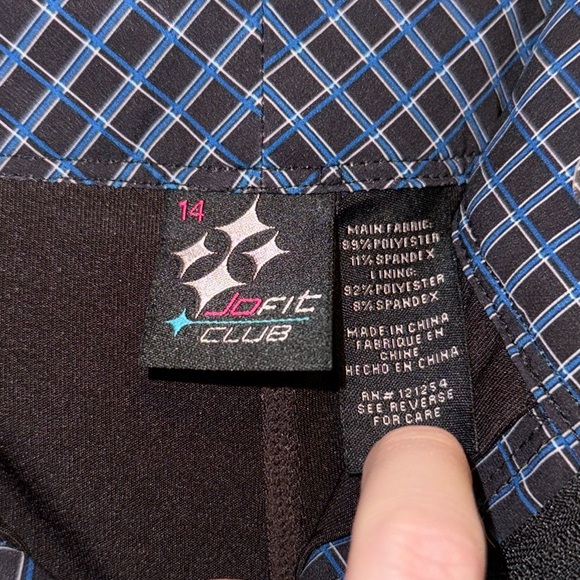 14
JOFIT
CLUB
MAIN FABRIC:
89% POLYESTER
11% SPANDEX
LINING:
92% POLYESTER
8% SPANDEX
MADE IN CHINA
FABRIQUE EN
CHINE
HECHO EN CHINA
RN# 121254
SEE REVERSE
FOR CARE